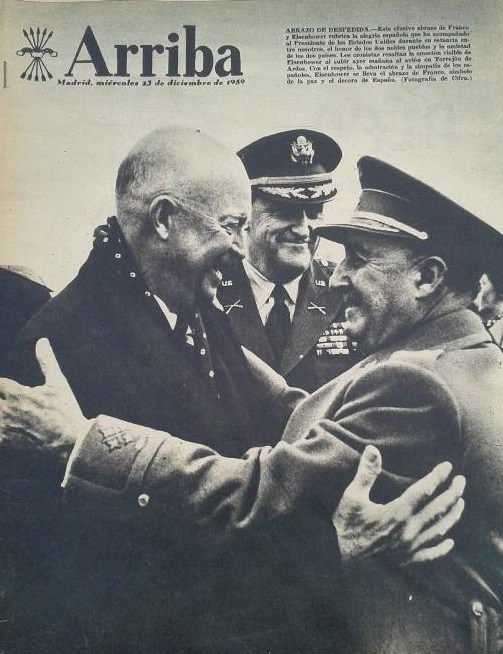 Arriba
Madrid, miércoles 23 de diciembre de 1959
ABRAZO DE DESPEDIDA.—Este efusivo abrazo de Franco
y Eisenhower rubrica la alegría española que ha acompañado
al Presidente de los Estados Unidos durante su estancia en-
tre nosotros, el honor de los dos nobles pueblos y la amistad
de los dos países. Los cronistas resaltan la emoción visible de
Eisenhower al subir ayer mañana al avión en Torrejón de
Ardoz. Con el respeto, la admiración y la simpatía de los es-
pañoles, Eisenhower se lleva el abrazo de Franco, símbolo
de la paz y el decoro de España. (Fotografía de Cifra.)
U.S.
U.S.